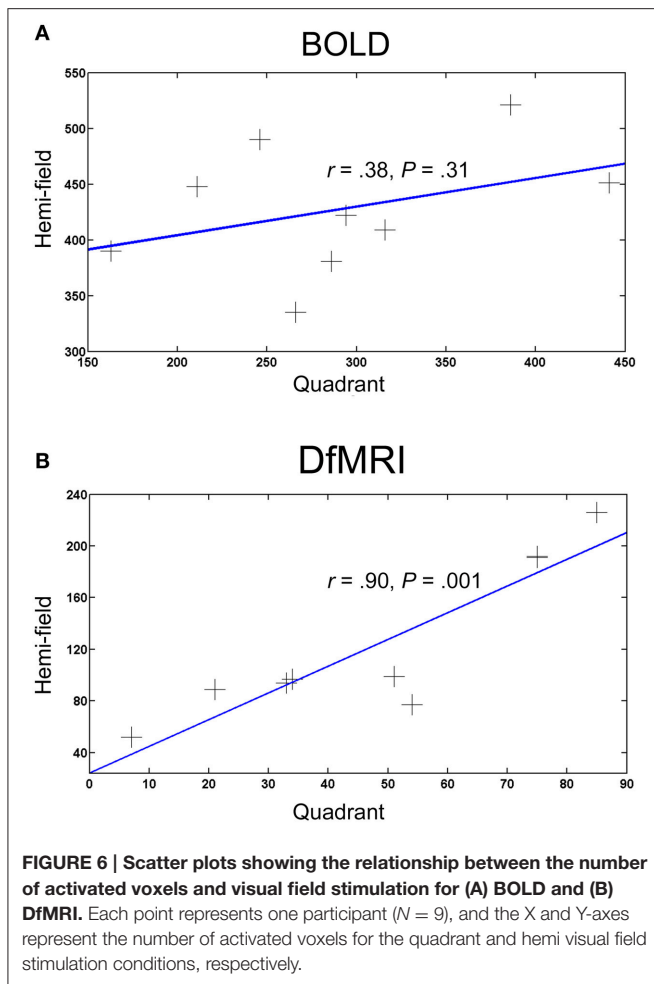 A
BOLD
550
500
450
400
350
300
Hemi-field
r = .38, P = .31
150 200 250 300 350 400 450
Quadrant
B
DfMRI
240
200
160
120
80
40
Hemi-field
r = .90, P = .001
0 10 20 30 40 50 60 70 80 90
Quadrant
FIGURE 6 | Scatter plots showing the relationship between the number
of activated voxels and visual field stimulation for (A) BOLD and (B)
DfMRI. Each point represents one participant (N = 9), and the X and Y-axes
represent the number of activated voxels for the quadrant and hemi visual field
stimulation conditions, respectively.